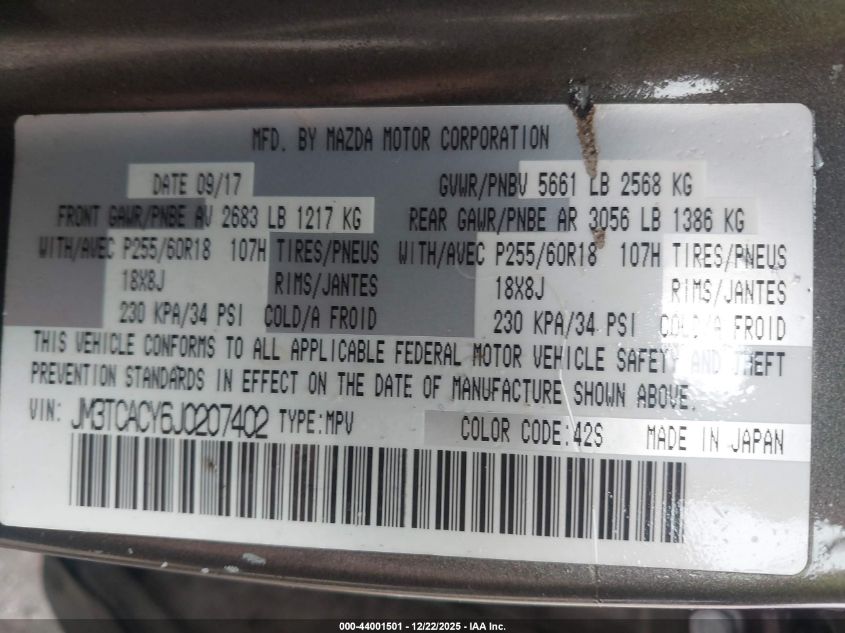 MFD. BY MAZDA MOTOR CORPORATION
DATE 09/17 GVWR/PNBV 5661 LB 2568 KG
FRONT GAWR/PNBE AV 2683 LB 1217 KG REAR GAWR/PNBE AR 3056 LB 1386 KG
WITH/AVEC P255/60R18 107H TIRES/PNEUS WITH/AVEC P255/60R18 107H TIRES/PNEUS
18X8J RIMS/JANTES 18X8J RIMS/JANTES
230 KPA/34 PSI COLD/A FROID 230 KPA/34 PSI COLD/A FROID
THIS VEHICLE CONFORMS TO ALL APPLICABLE FEDERAL MOTOR VEHICLE SAFETY AND THEFT
PREVENTION STANDARDS IN EFFECT ON THE DATE OF MANUFACTURE SHOWN ABOVE.
VIN: JM3TCACY6J0207402 TYPE:MPV COLOR CODE:42S MADE IN JAPAN
000-44001501 - 12/22/2025 - IAA Inc.